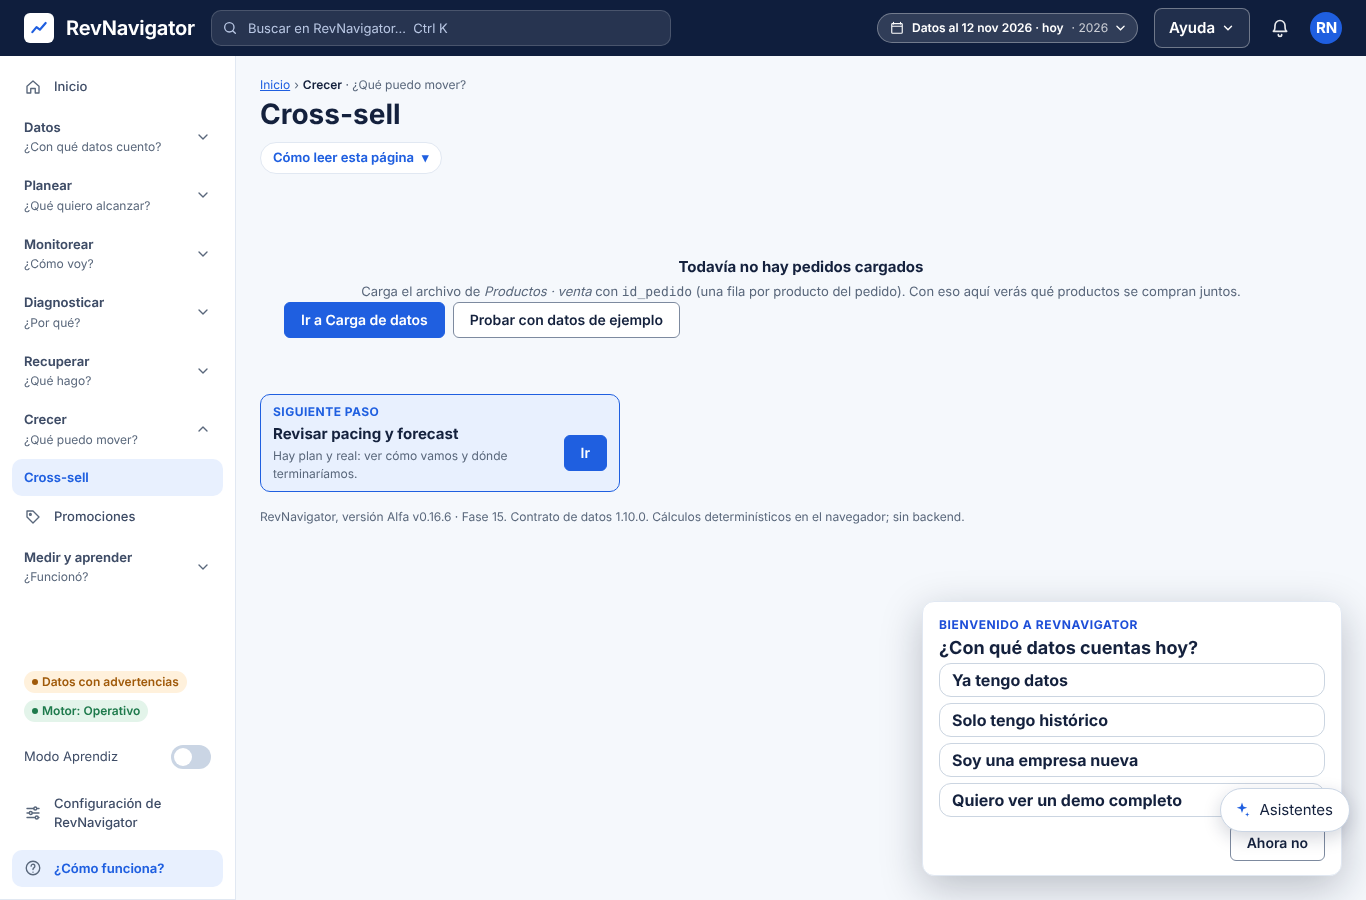 RevNavigator
Buscar en RevNavigator... Ctrl K
Datos al 12 nov 2026 · hoy · 2026
Ayuda
RN
Inicio
Datos
¿Con qué datos cuento?
Planear
¿Qué quiero alcanzar?
Monitorear
¿Cómo voy?
Diagnosticar
¿Por qué?
Recuperar
¿Qué hago?
Crecer
¿Qué puedo mover?
Cross-sell
Promociones
Medir y aprender
¿Funcionó?
Datos con advertencias
Motor: Operativo
Modo Aprendiz
Configuración de
RevNavigator
¿Cómo funciona?
Inicio › Crecer · ¿Qué puedo mover?
Cross-sell
Cómo leer esta página ▾
Todavía no hay pedidos cargados
Carga el archivo de Productos · venta con id_pedido (una fila por producto del pedido). Con eso aquí verás qué productos se compran juntos.
Ir a Carga de datos
Probar con datos de ejemplo
SIGUIENTE PASO
Revisar pacing y forecast
Hay plan y real: ver cómo vamos y dónde
terminaríamos.
Ir
RevNavigator, versión Alfa v0.16.6 · Fase 15. Contrato de datos 1.10.0. Cálculos determinísticos en el navegador; sin backend.
BIENVENIDO A REVNAVIGATOR
¿Con qué datos cuentas hoy?
Ya tengo datos
Solo tengo histórico
Soy una empresa nueva
Quiero ver un demo completo
Asistentes
Ahora no